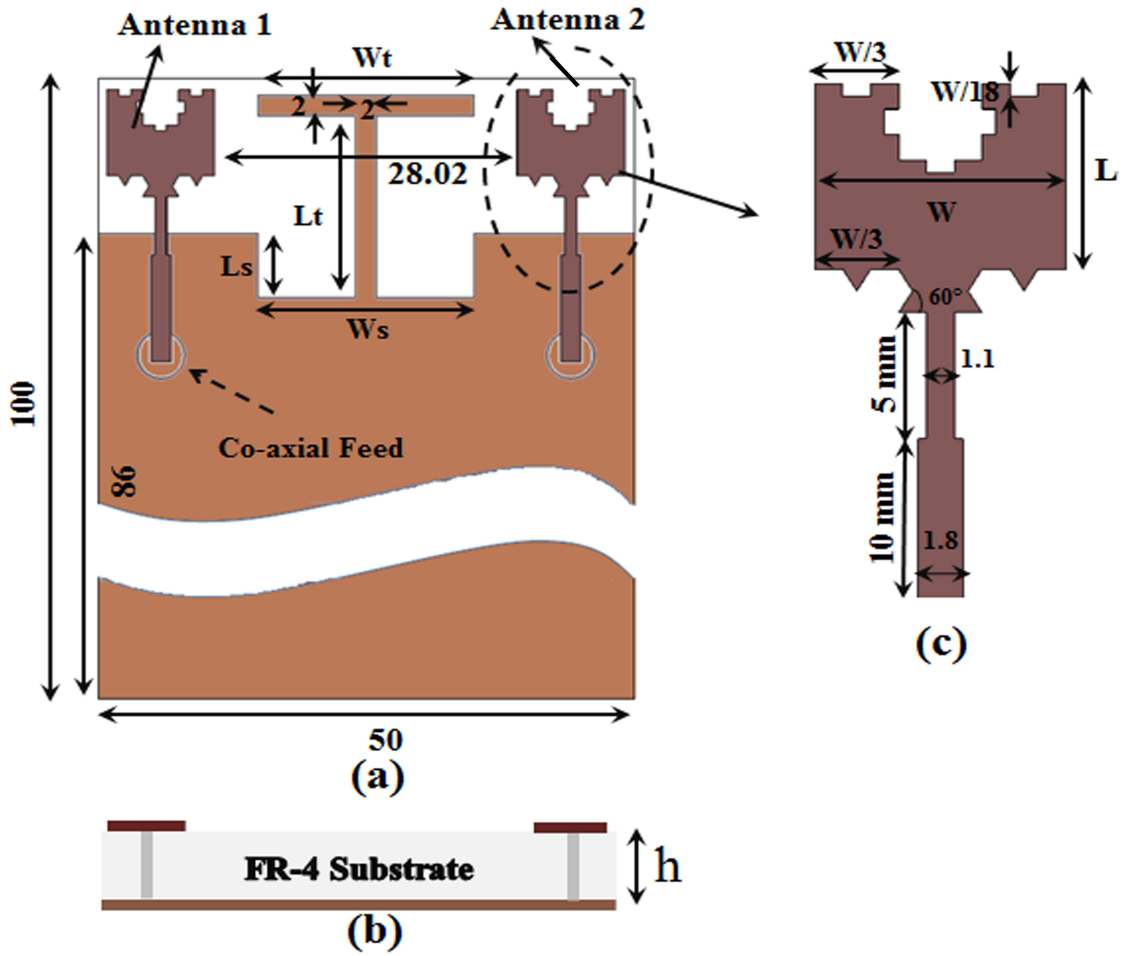 Antenna 1
Antenna 2
Wt
2
2
28.02
Lt
Ls
Ws
100
86
Co-axial Feed
50
(a)
FR-4 Substrate
h
(b)
W/3
W/18
L
W
W/3
60°
1.1
5 mm
10 mm
1.8
(c)